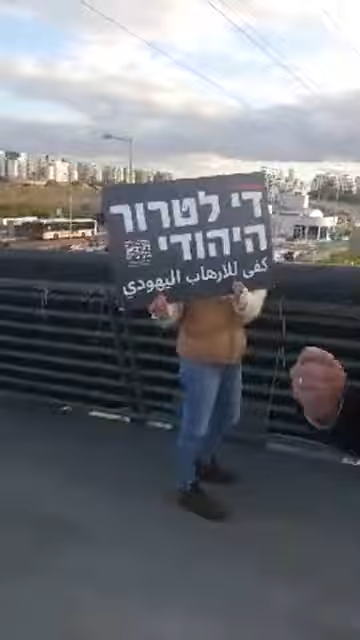 די לטרור
היהודי
كفى للارهاب اليهودي